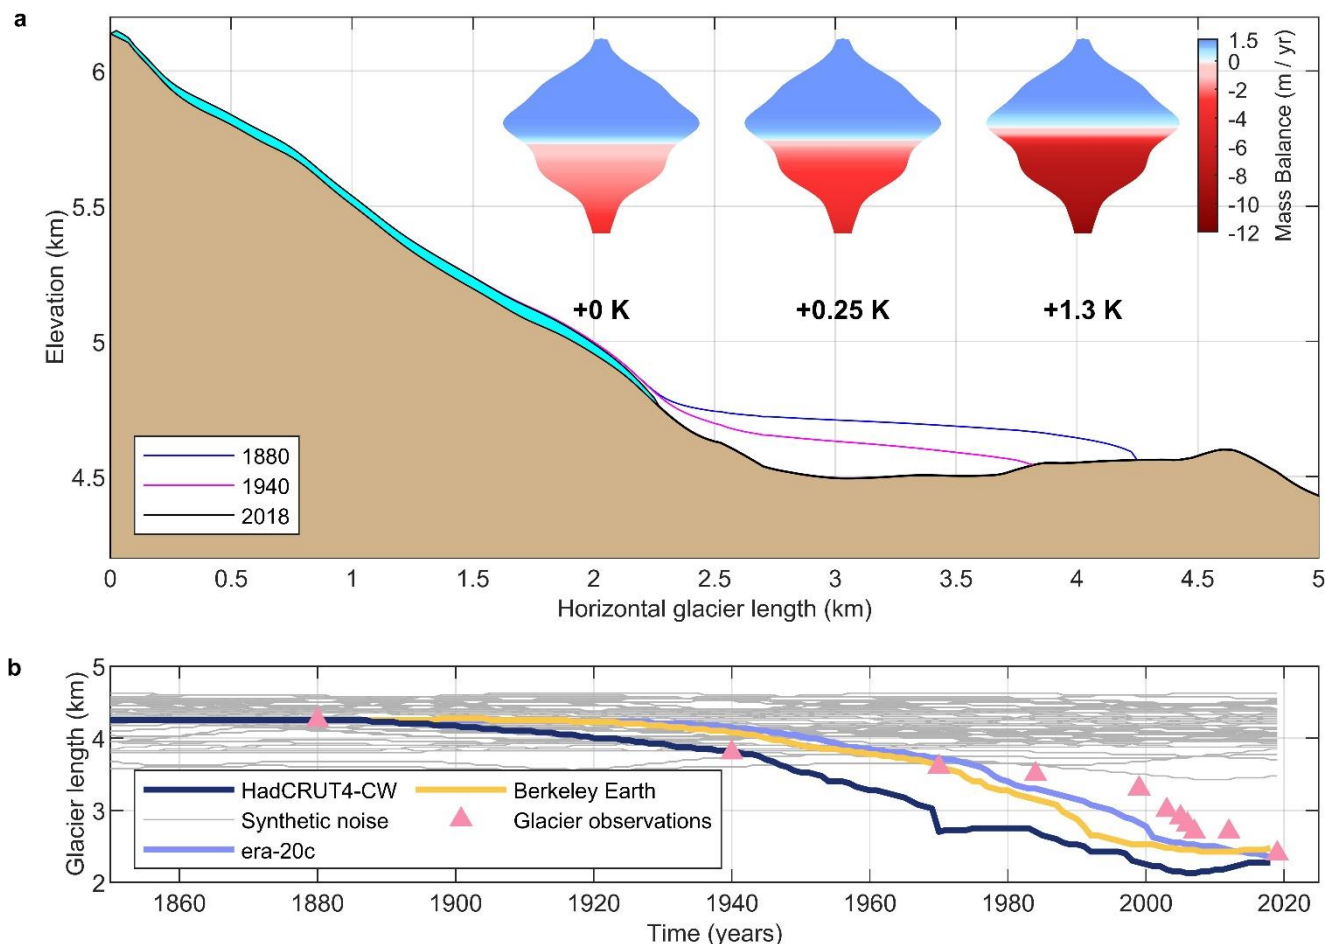 a
6
5.5
5
4.5
Elevation (km)
1.5
0
-2
-4
-6
-8
-10
-12
Mass Balance (m / yr)
+0 K
+0.25 K
+1.3 K
1880
1940
2018
0
0.5
1
1.5
2
2.5
3
3.5
4
4.5
5
Horizontal glacier length (km)
b
5
4
3
2
Glacier length (km)
HadCRUT4-CW
Berkeley Earth
Synthetic noise
Glacier observations
era-20c
1860
1880
1900
1920
1940
1960
1980
2000
2020
Time (years)